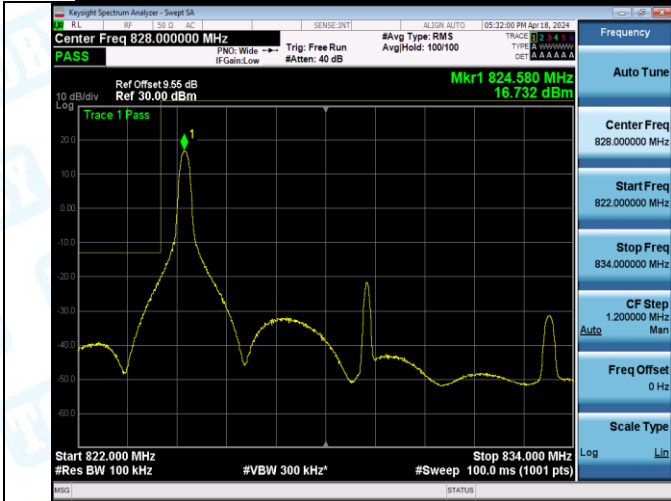 Keysight Spectrum Analyzer - Swept SA
RL RF 50 Ω AC SENSE:INT ALIGN AUTO 05:32:00 PM Apr 18, 2024
Center Freq 828.000000 MHz
PNO: Wide
IFGain:Low
Trig: Free Run
#Atten: 40 dB
#Avg Type: RMS
Avg|Hold: 100/100
TRACE 1 2 3 4 5 6
TYPE A WWWWW
DET A A A A A A
PASS
Ref Offset 9.55 dB
Ref 30.00 dBm
10 dB/div
Log
Mkr1 824.580 MHz
16.732 dBm
Trace 1 Pass
1
20.0
10.0
0.00
-10.0
-20.0
-30.0
-40.0
-50.0
-60.0
Start 822.000 MHz
Stop 834.000 MHz
#Res BW 100 kHz
#VBW 300 kHz*
#Sweep 100.0 ms (1001 pts)
MSG
STATUS
Frequency
Auto Tune
Center Freq
828.000000 MHz
Start Freq
822.000000 MHz
Stop Freq
834.000000 MHz
CF Step
1.200000 MHz
Auto Man
Freq Offset
0 Hz
Scale Type
Log Lin